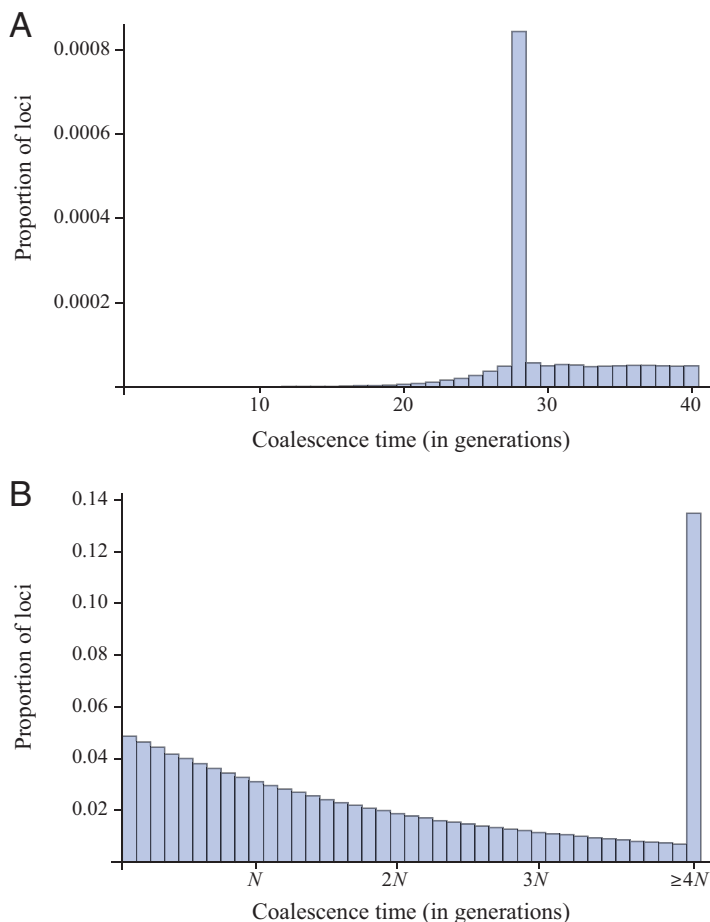 A
0.0008
0.0006
0.0004
0.0002
Proportion of loci
10 20 30 40
Coalescence time (in generations)
B
0.14
0.12
0.10
0.08
0.06
0.04
0.02
Proportion of loci
N 2N 3N ≥4N
Coalescence time (in generations)